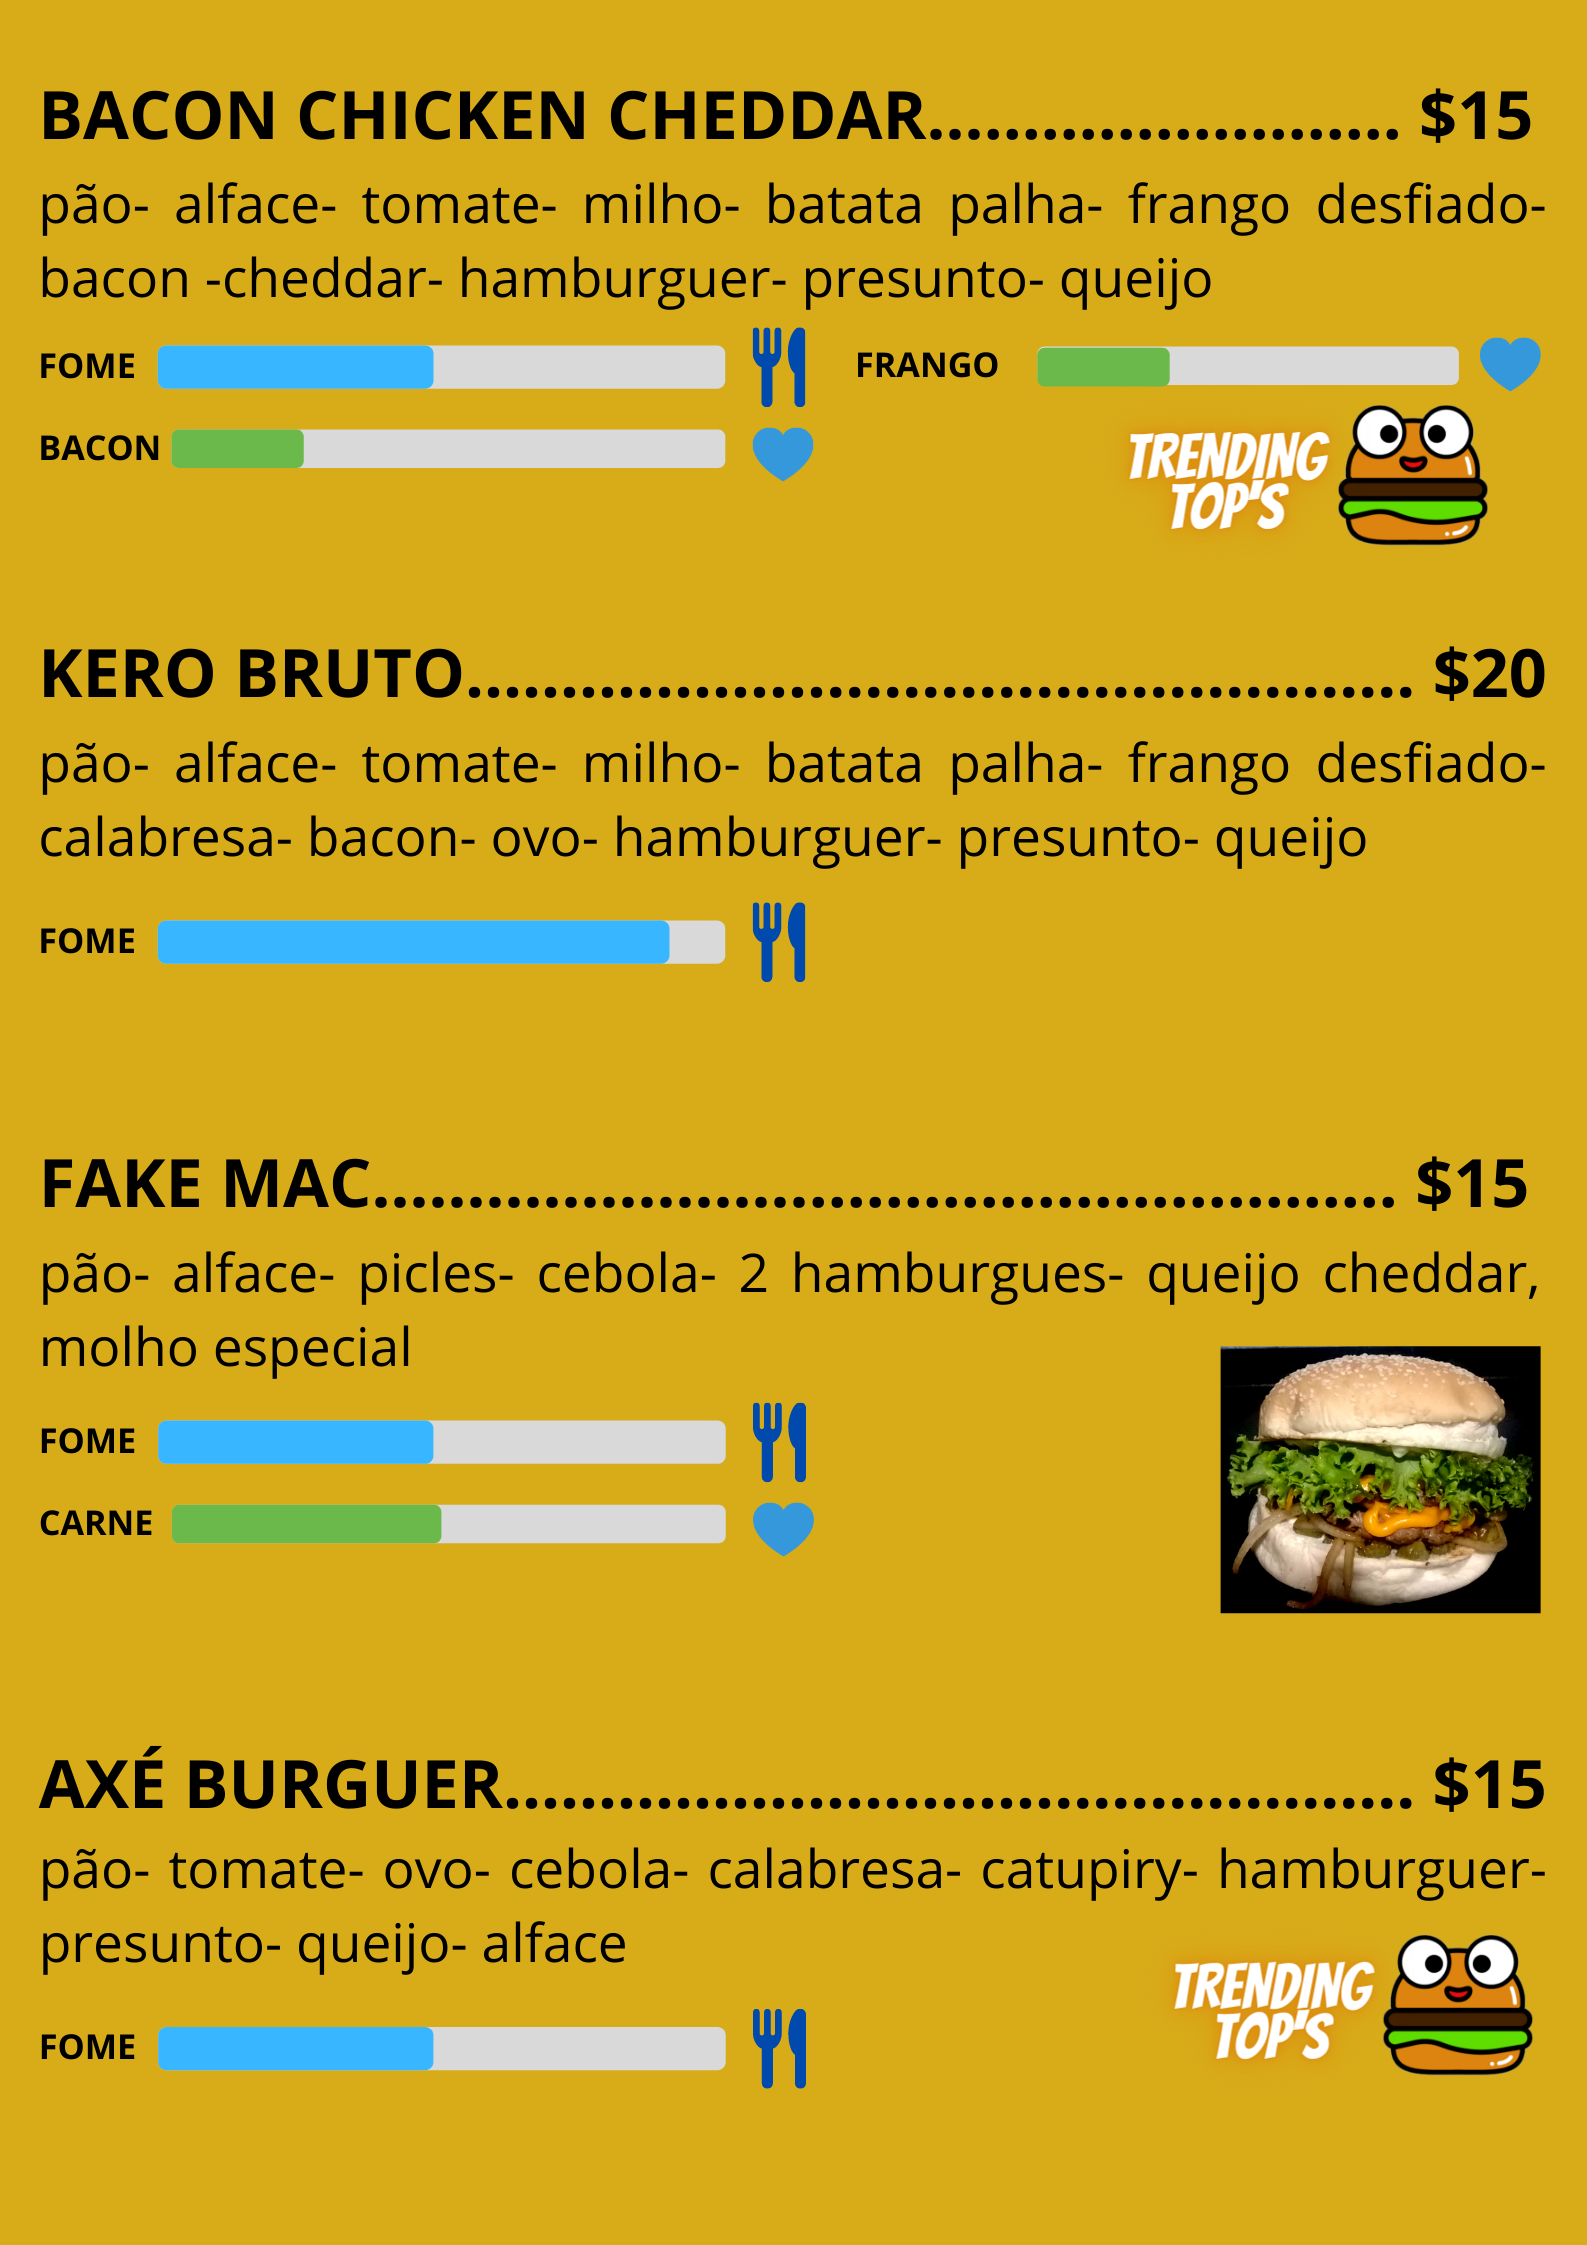 BACON CHICKEN CHEDDAR......................... $15
pão- alface- tomate- milho- batata palha- frango desfiado-
bacon -cheddar- hamburguer- presunto- queijo
FOME
FRANGO
BACON
TRENDING
TOP'S
KERO BRUTO.................................................. $20
pão- alface- tomate- milho- batata palha- frango desfiado-
calabresa- bacon- ovo- hamburguer- presunto- queijo
FOME
FAKE MAC...................................................... $15
pão- alface- picles- cebola- 2 hamburgues- queijo cheddar,
molho especial
FOME
CARNE
AXÉ BURGUER................................................ $15
pão- tomate- ovo- cebola- calabresa- catupiry- hamburguer-
presunto- queijo- alface
TRENDING
TOP'S
FOME